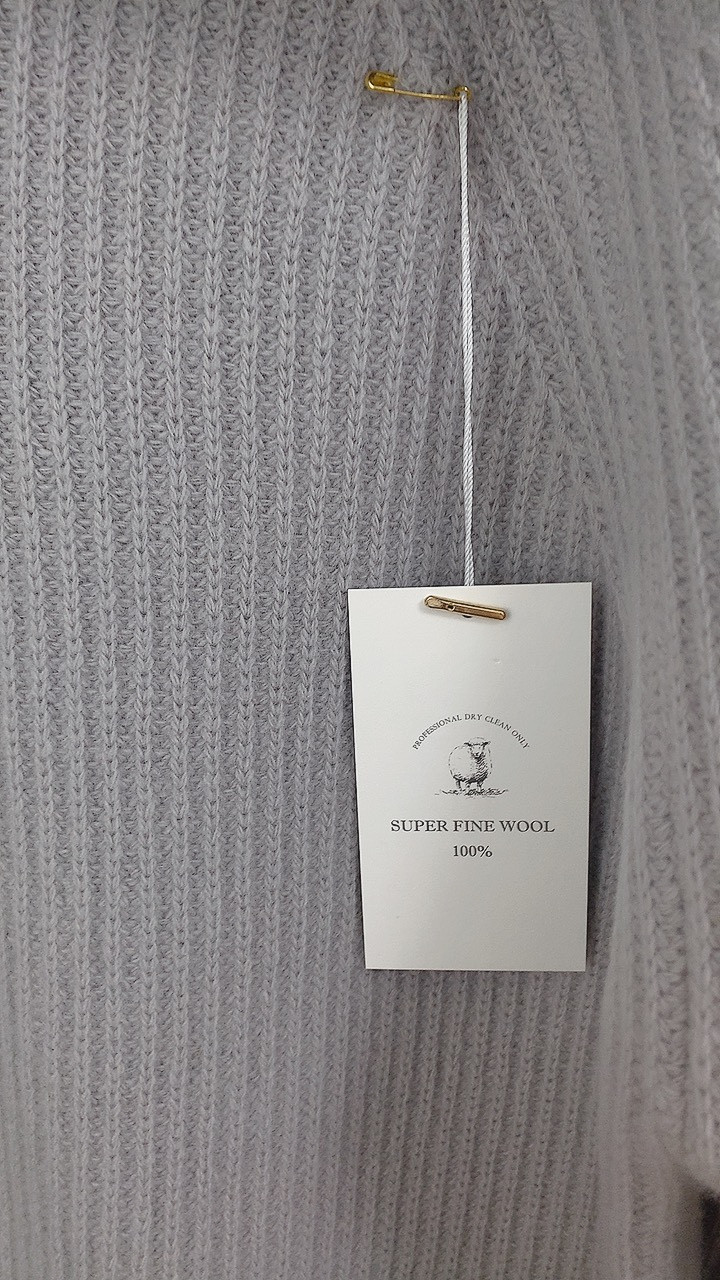 PROFESSIONAL DRY CLEAN ONLY
SUPER FINE WOOL
100%